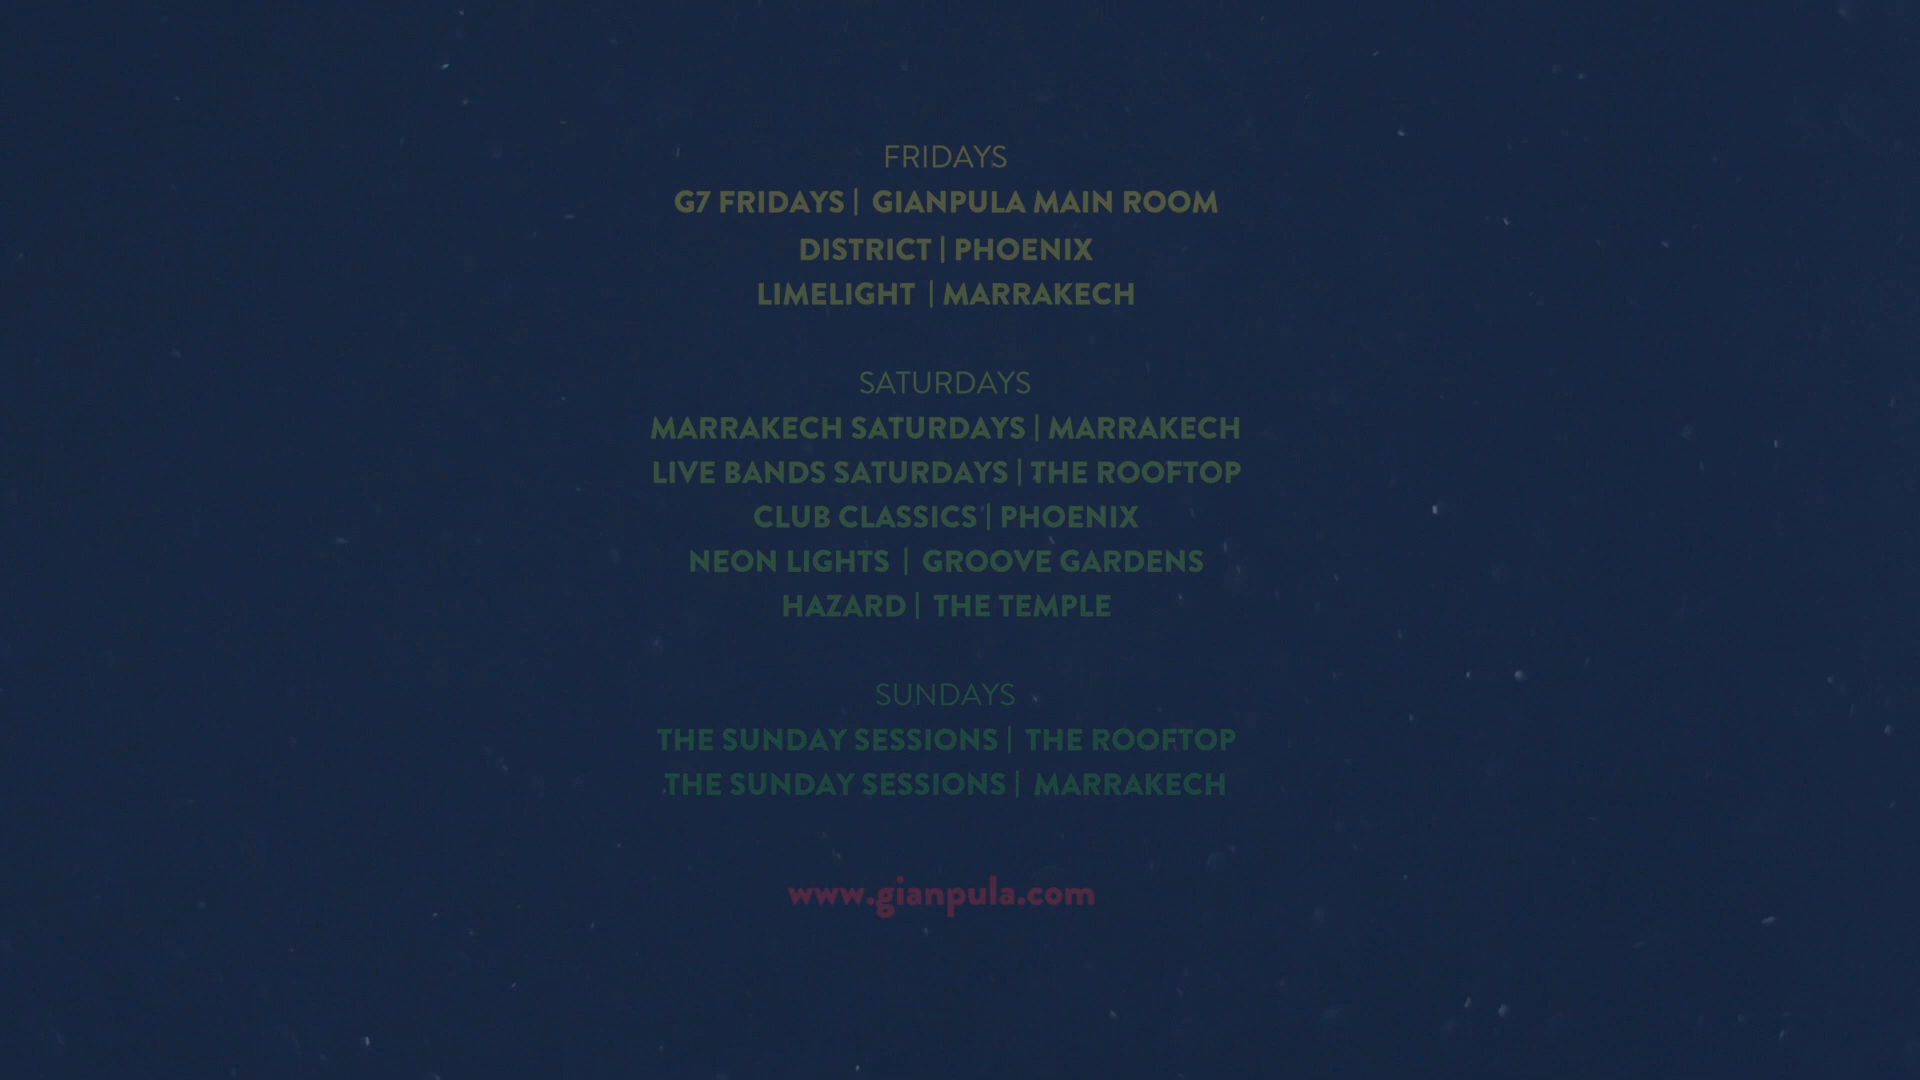 FRIDAYS
G7 FRIDAYS | GIANPULA MAIN ROOM
DISTRICT | PHOENIX
LIMELIGHT | MARRAKECH
SATURDAYS
MARRAKECH SATURDAYS | MARRAKECH
LIVE BANDS SATURDAYS | THE ROOFTOP
CLUB CLASSICS | PHOENIX
NEON LIGHTS | GROOVE GARDENS
HAZARD | THE TEMPLE
SUNDAYS
THE SUNDAY SESSIONS | THE ROOFTOP
THE SUNDAY SESSIONS | MARRAKECH
www.gianpula.com